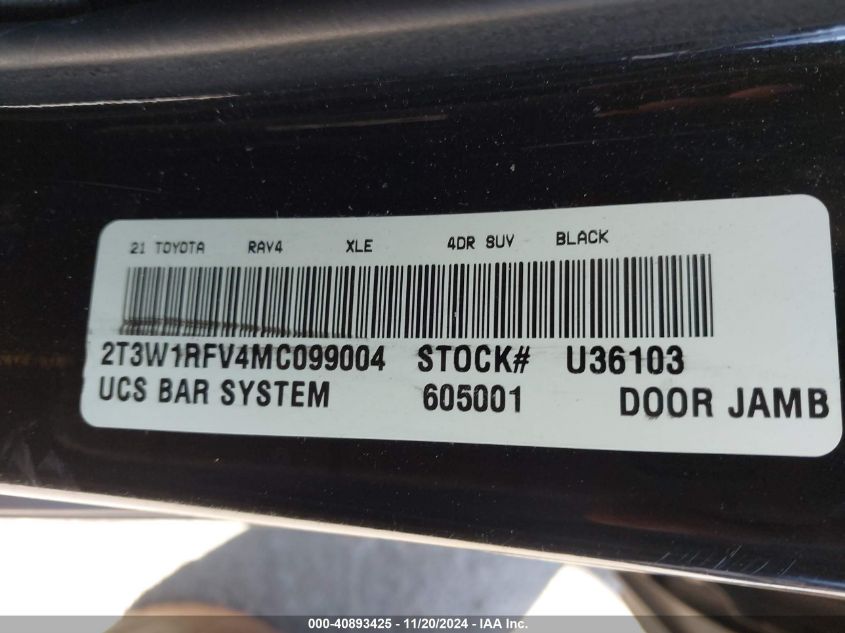 21 TOYOTA RAV4 XLE 4DR SUV BLACK
2T3W1RFV4MC099004 STOCK# U36103
UCS BAR SYSTEM 605001 DOOR JAMB
000-40893425 - 11/20/2024 - IAA Inc.